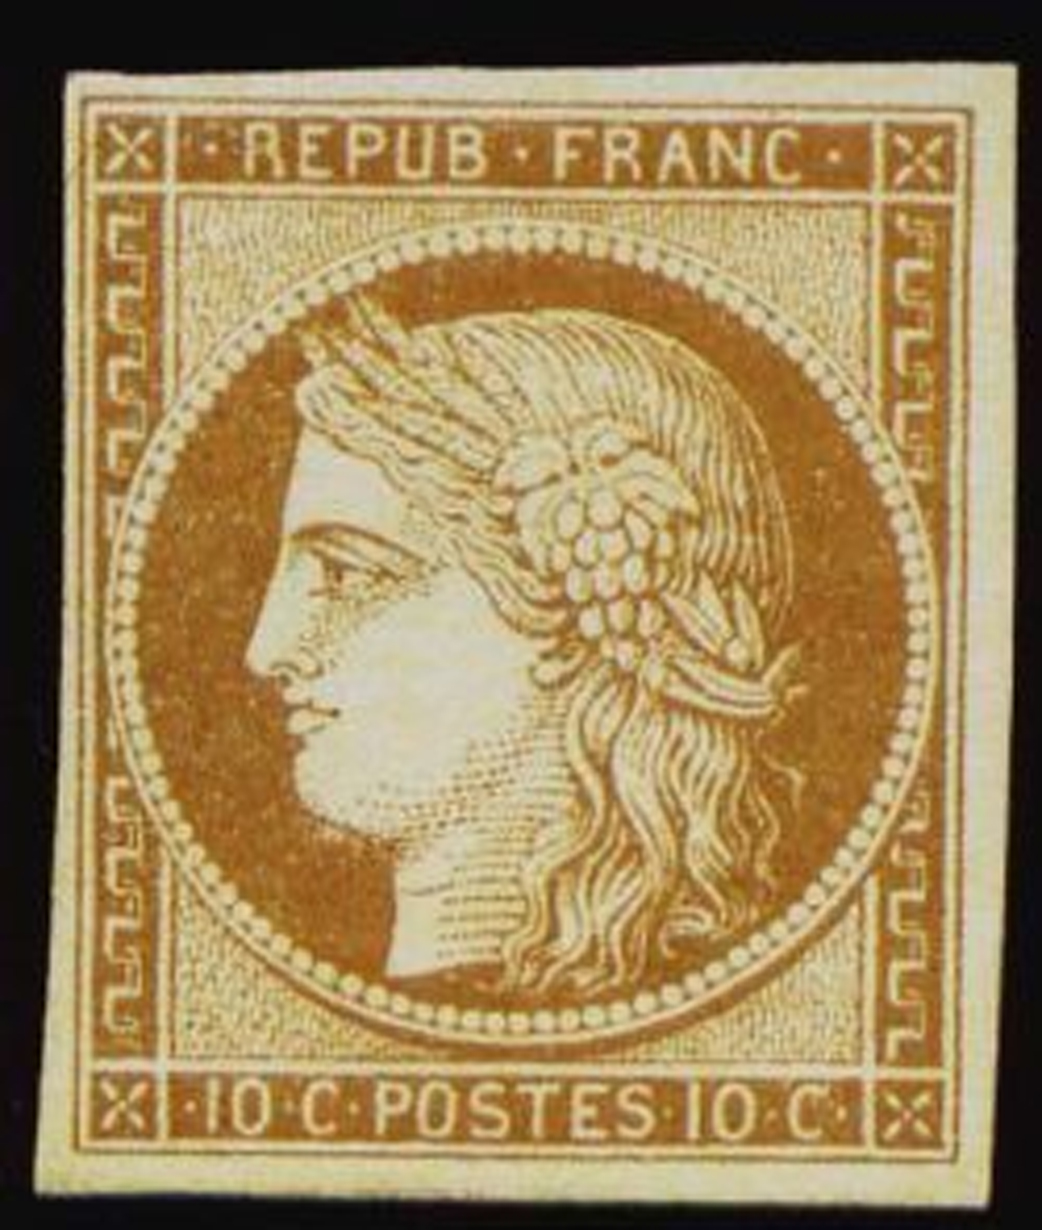 · REPUB · FRANC ·
· 10 · C · POSTES · 10 · C ·